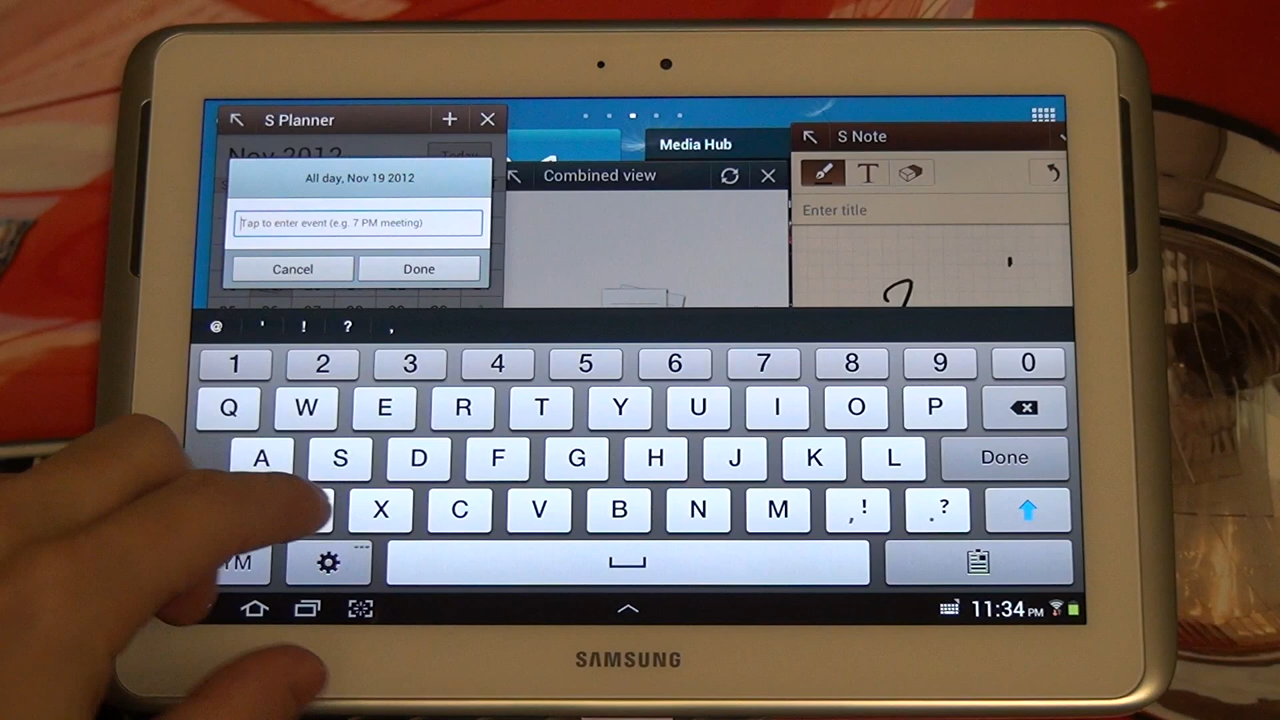 S Planner
Nov 2012
Today
All day, Nov 19 2012
Tap to enter event (e.g. 7 PM meeting)
Cancel Done
Media Hub
Combined view
S Note
T
Enter title
@ ' ! ? ,
1 2 3 4 5 6 7 8 9 0
Q W E R T Y U I O P
A S D F G H J K L Done
X C V B N M ,! .?
YM
11:34 PM
SAMSUNG